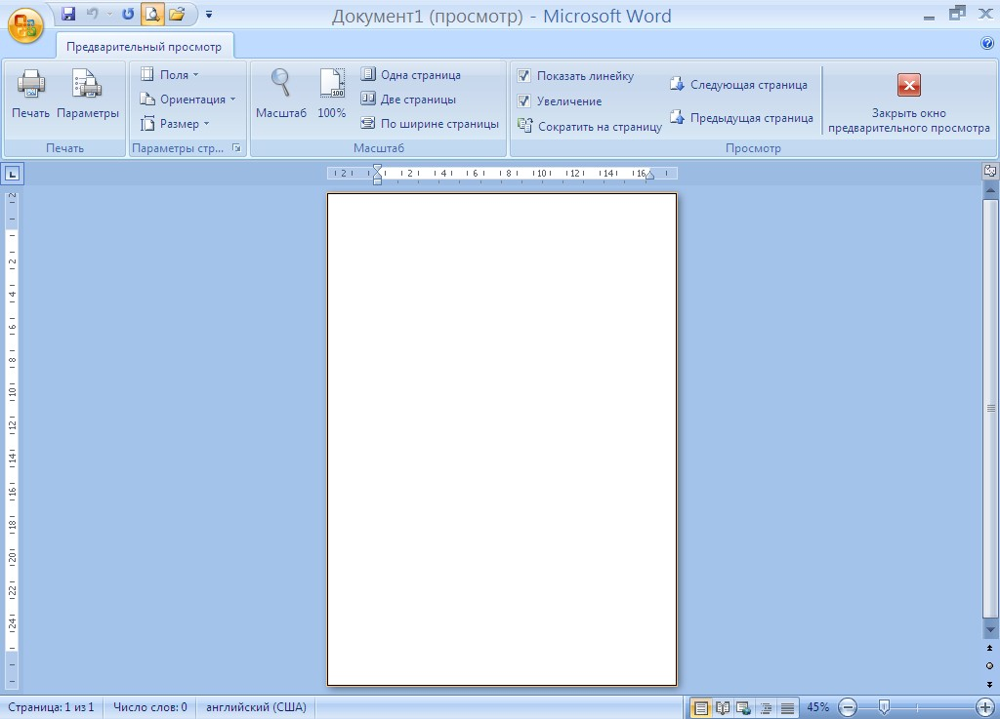 Документ1 (просмотр) - Microsoft Word
Предварительный просмотр
Печать
Параметры
Поля
Ориентация
Размер
Масштаб
100%
Одна страница
Две страницы
По ширине страницы
Показать линейку
Увеличение
Сократить на страницу
Следующая страница
Предыдущая страница
Закрыть окно
предварительного просмотра
Печать
Параметры стр...
Масштаб
Просмотр
2 2 4 6 8 10 12 14 16
2
2
4
6
8
10
12
14
16
18
20
22
24
Страница: 1 из 1
Число слов: 0
английский (США)
45%